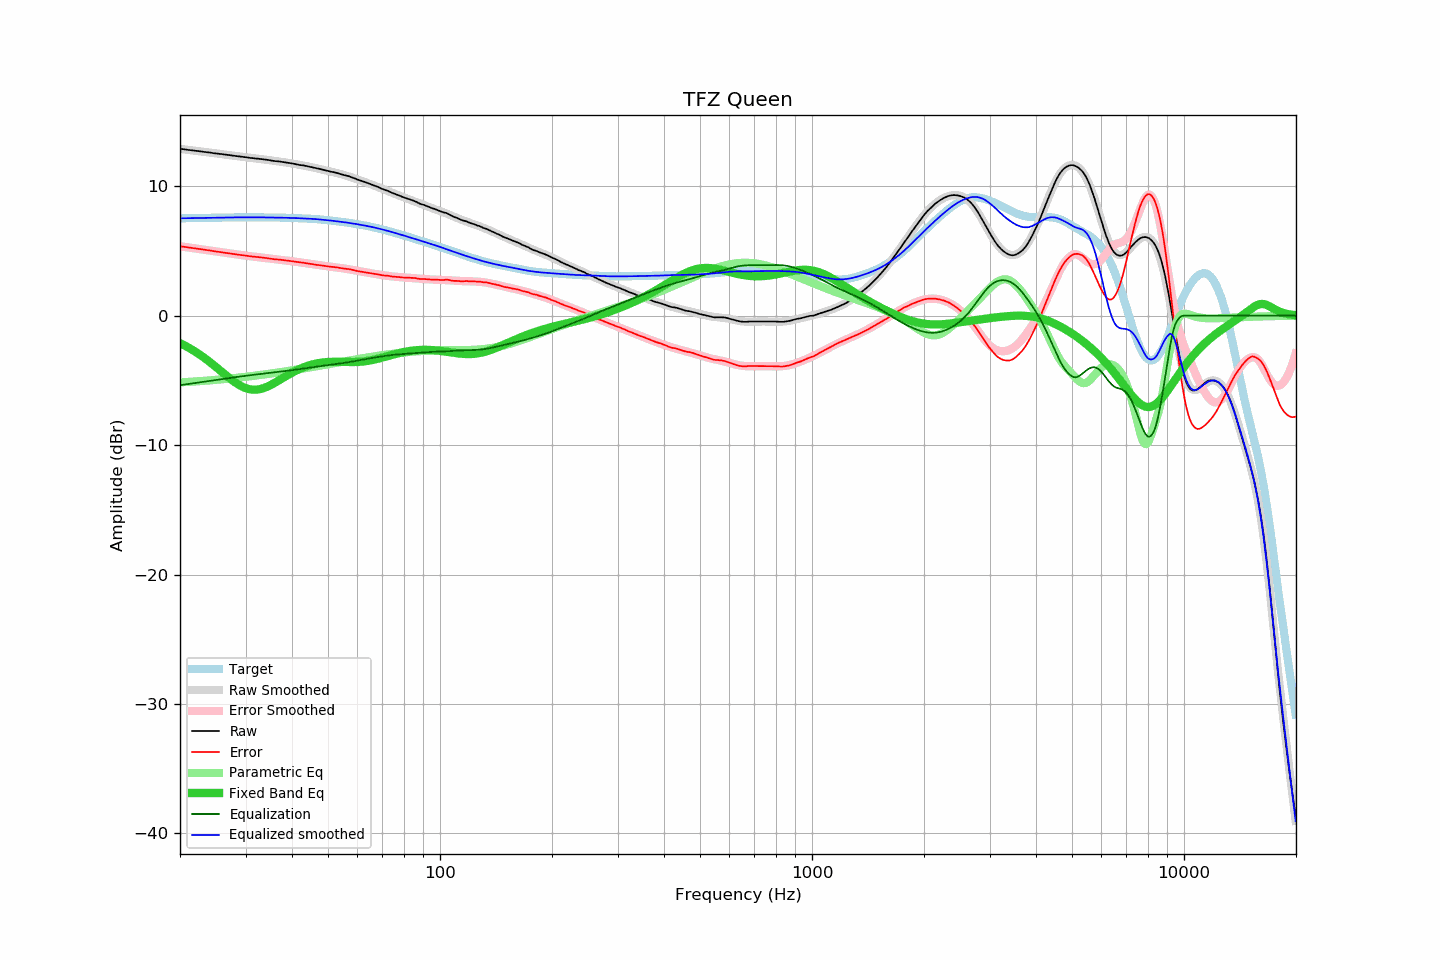 TFZ Queen
10
0
−10
−20
−30
−40
Amplitude (dBr)
Target
Raw Smoothed
Error Smoothed
Raw
Error
Parametric Eq
Fixed Band Eq
Equalization
Equalized smoothed
100
1000
10000
Frequency (Hz)